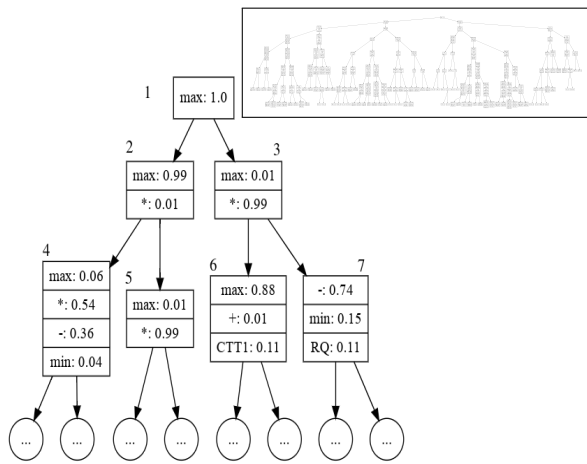 1
max: 1.0
2
max: 0.99
*: 0.01
3
max: 0.01
*: 0.99
4
max: 0.06
*: 0.54
-: 0.36
min: 0.04
5
max: 0.01
*: 0.99
6
max: 0.88
+: 0.01
CTT1: 0.11
7
-: 0.74
min: 0.15
RQ: 0.11
... ... ... ... ... ... ... ...